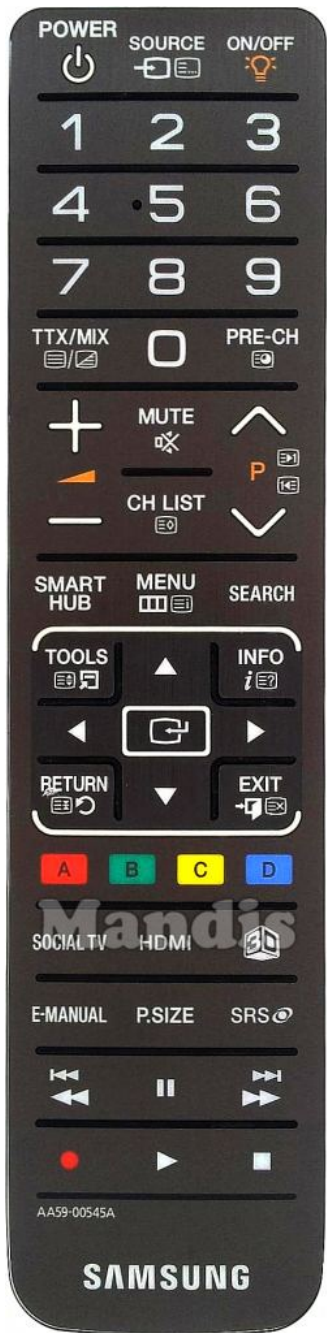 POWER SOURCE ON/OFF
1 2 3
4 5 6
7 8 9
TTX/MIX 0 PRE-CH
MUTE
P
CH LIST
SMART HUB MENU SEARCH
TOOLS INFO
RETURN EXIT
A B C D
Mandis
SOCIAL TV HDMI 3D
E-MANUAL P.SIZE SRS
AA59-00545A
SAMSUNG